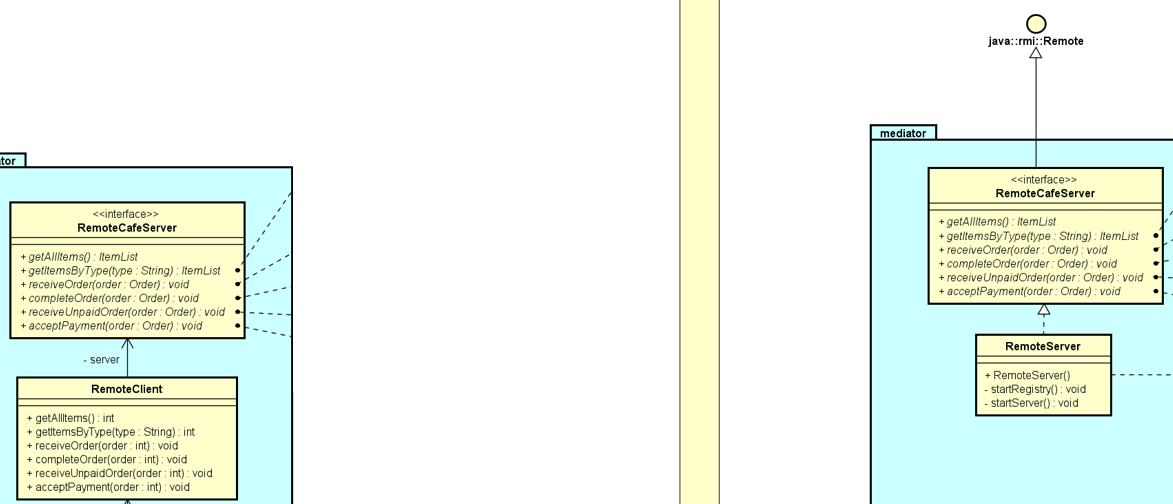 ator
<<interface>>
RemoteCafeServer
+ getAllItems() : ItemList
+ getItemsByType(type : String) : ItemList
+ receiveOrder(order : Order) : void
+ completeOrder(order : Order) : void
+ receiveUnpaidOrder(order : Order) : void
+ acceptPayment(order : Order) : void
- server
RemoteClient
+ getAllItems() : int
+ getItemsByType(type : String) : int
+ receiveOrder(order : int) : void
+ completeOrder(order : int) : void
+ receiveUnpaidOrder(order : int) : void
+ acceptPayment(order : int) : void
java::rmi::Remote
mediator
<<interface>>
RemoteCafeServer
+ getAllItems() : ItemList
+ getItemsByType(type : String) : ItemList
+ receiveOrder(order : Order) : void
+ completeOrder(order : Order) : void
+ receiveUnpaidOrder(order : Order) : void
+ acceptPayment(order : Order) : void
RemoteServer
+ RemoteServer()
- startRegistry() : void
- startServer() : void